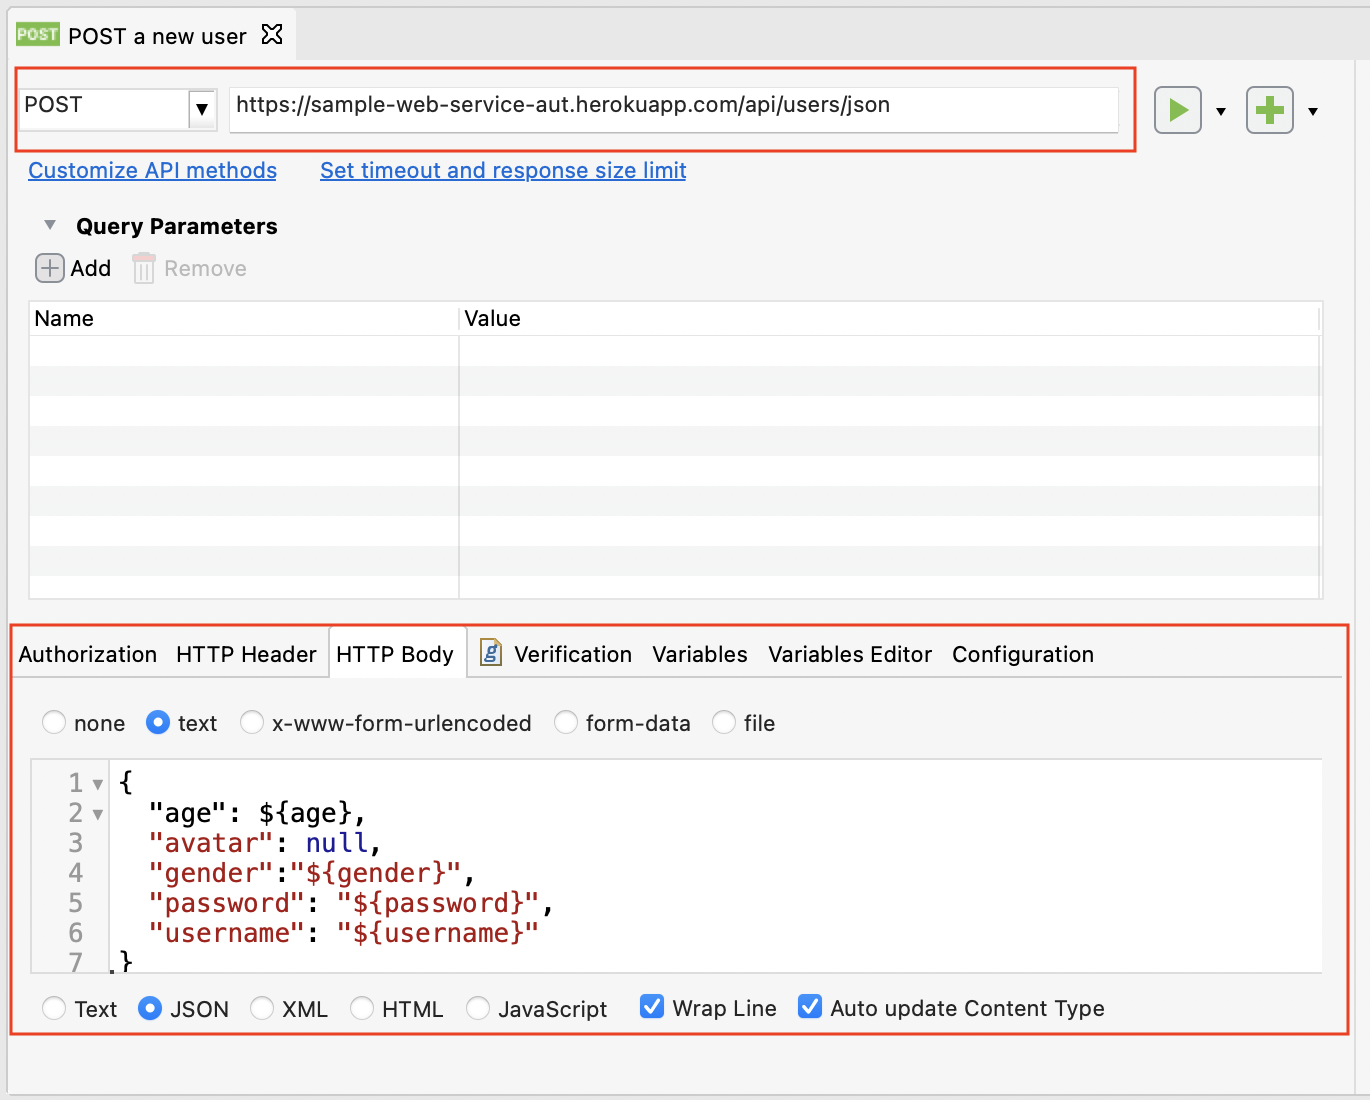 POST POST a new user
POST https://sample-web-service-aut.herokuapp.com/api/users/json
Customize API methods Set timeout and response size limit
Query Parameters
Add Remove
Name Value
Authorization HTTP Header HTTP Body g Verification Variables Variables Editor Configuration
none text x-www-form-urlencoded form-data file
1 {
2 "age": ${age},
3 "avatar": null,
4 "gender":"${gender}",
5 "password": "${password}",
6 "username": "${username}"
7 }
Text JSON XML HTML JavaScript Wrap Line Auto update Content Type